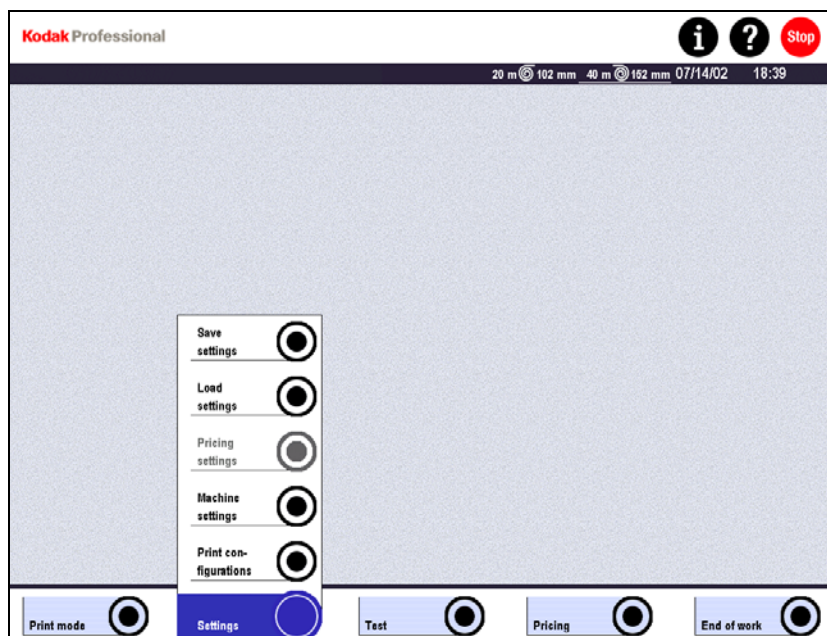 Kodak Professional
i ? Stop
20 m 102 mm 40 m 152 mm 07/14/02 18:39
Save
settings
Load
settings
Pricing
settings
Machine
settings
Print con-
figurations
Print mode Settings Test Pricing End of work